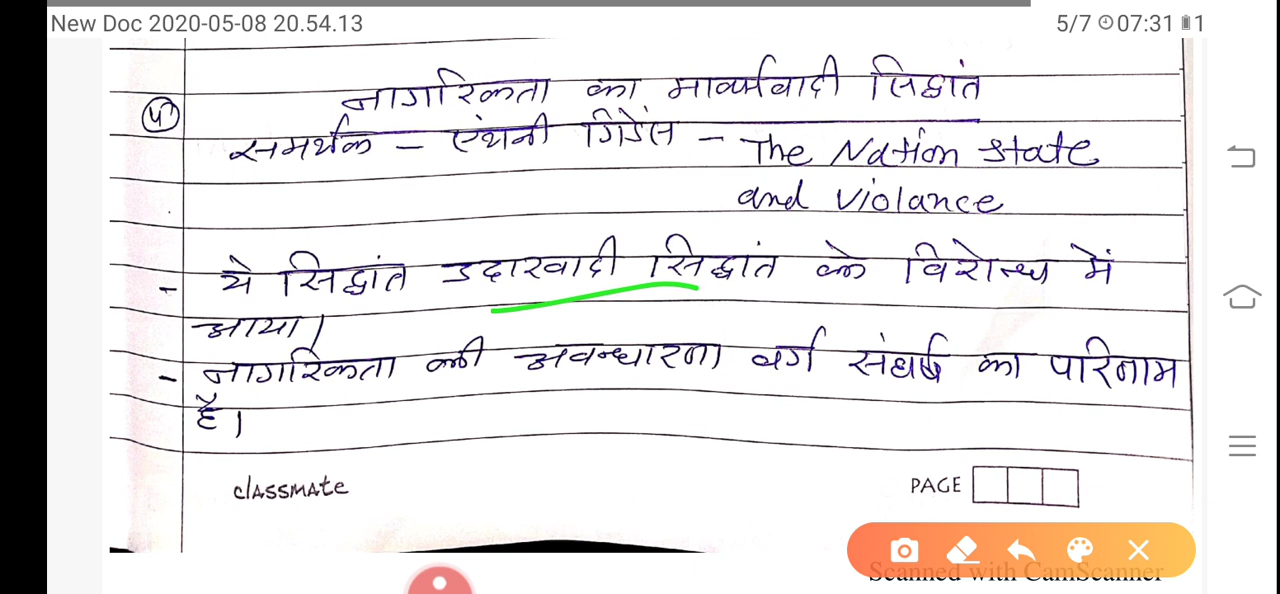 New Doc 2020-05-08 20.54.13
5/7 07:31 1
नागरिकता का मार्क्सवादी सिद्धांत
५ समर्थक - एंथनी गिडेंस - The Nation state
and violance
- ये सिद्धांत उदारवादी सिद्धांत के विरोध में
आया।
- नागरिकता की अवधारणा वर्ग संघर्ष का परिणाम
है।
classmate
PAGE
Scanned with CamScanner